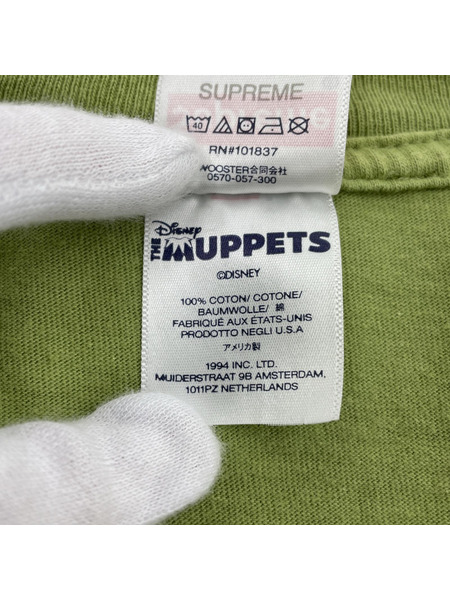 SUPREME
40
RN#101837
WOOSTER合同会社
0570-057-300
Disney
THE MUPPETS
©DISNEY
100% COTON/ COTONE/
BAUMWOLLE/ 綿
FABRIQUÉ AUX ÉTATS-UNIS
PRODOTTO NEGLI U.S.A
アメリカ製
1994 INC. LTD.
MUIDERSTRAAT 9B AMSTERDAM,
1011PZ NETHERLANDS